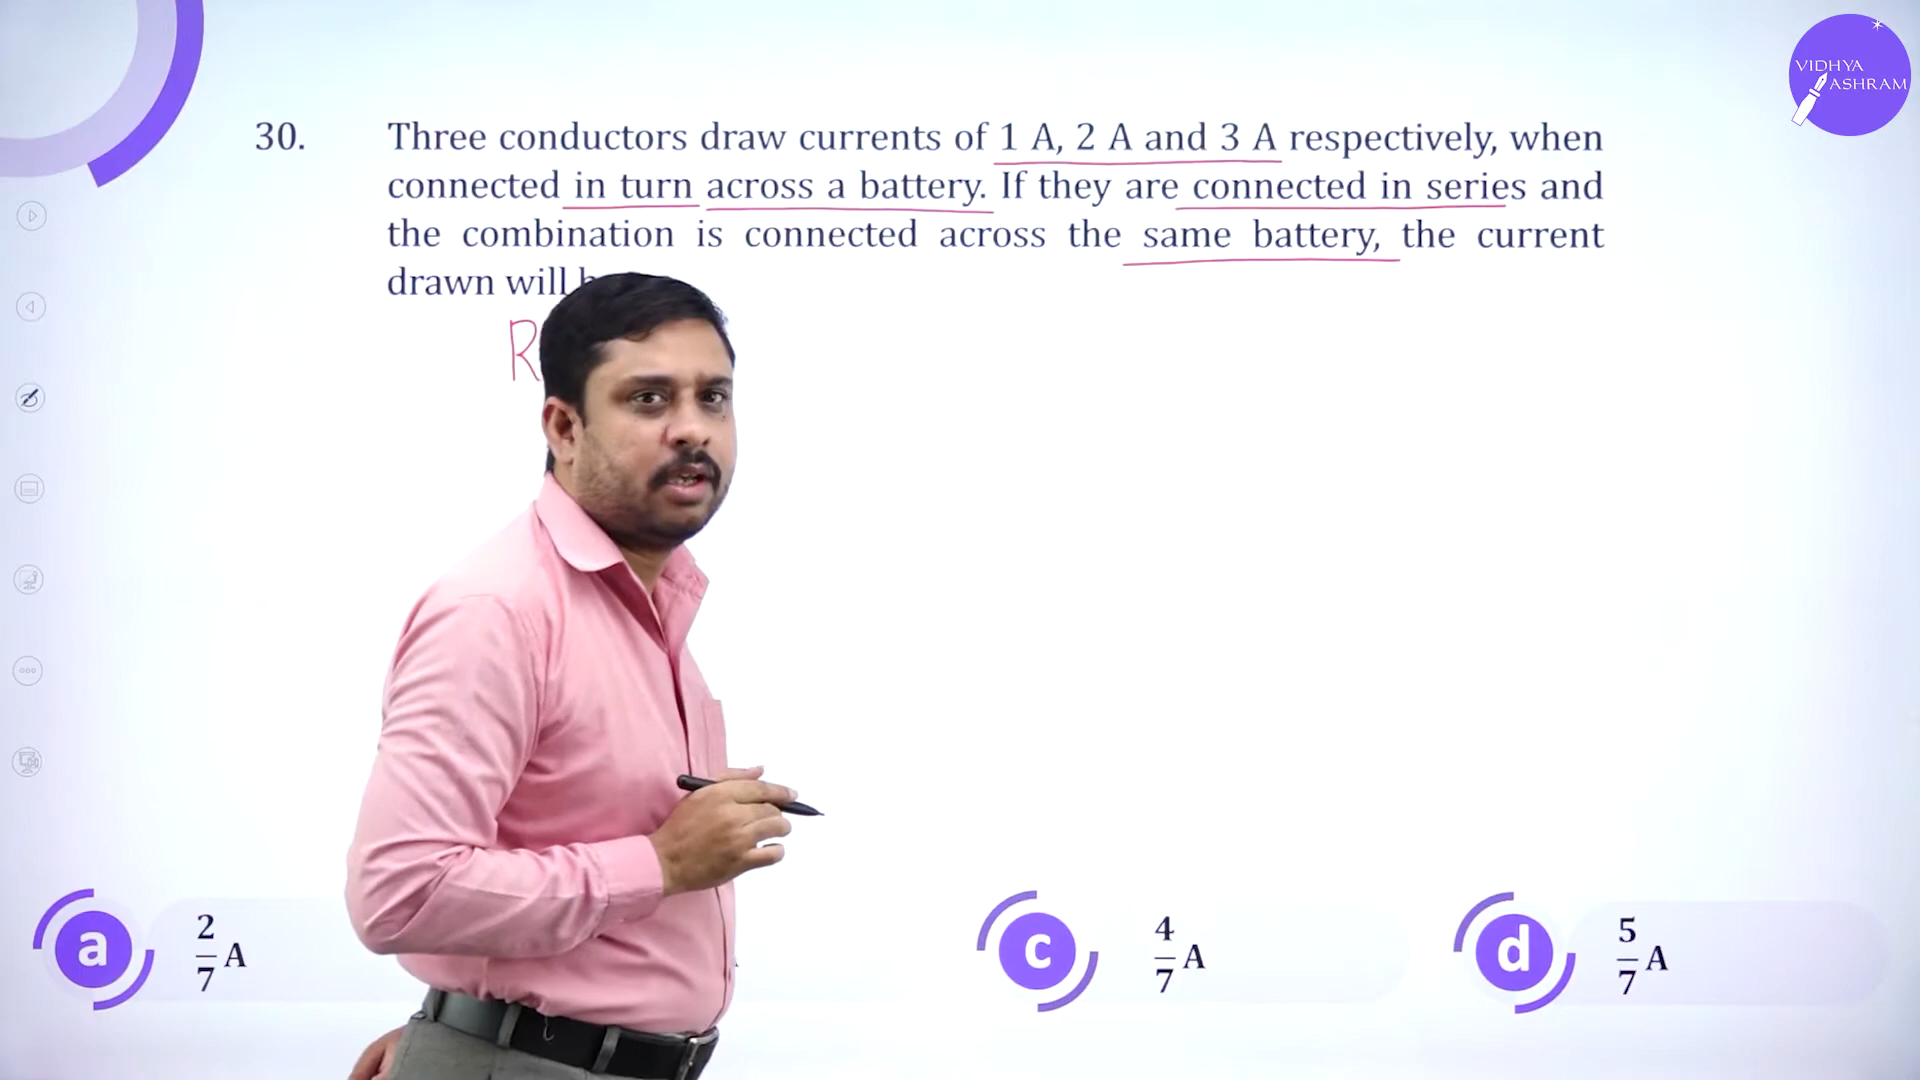 VIDHYA
ASHRAM
30. Three conductors draw currents of 1 A, 2 A and 3 A respectively, when
connected in turn across a battery. If they are connected in series and
the combination is connected across the same battery, the current
drawn will
R
a 2/7 A
c 4/7 A
d 5/7 A